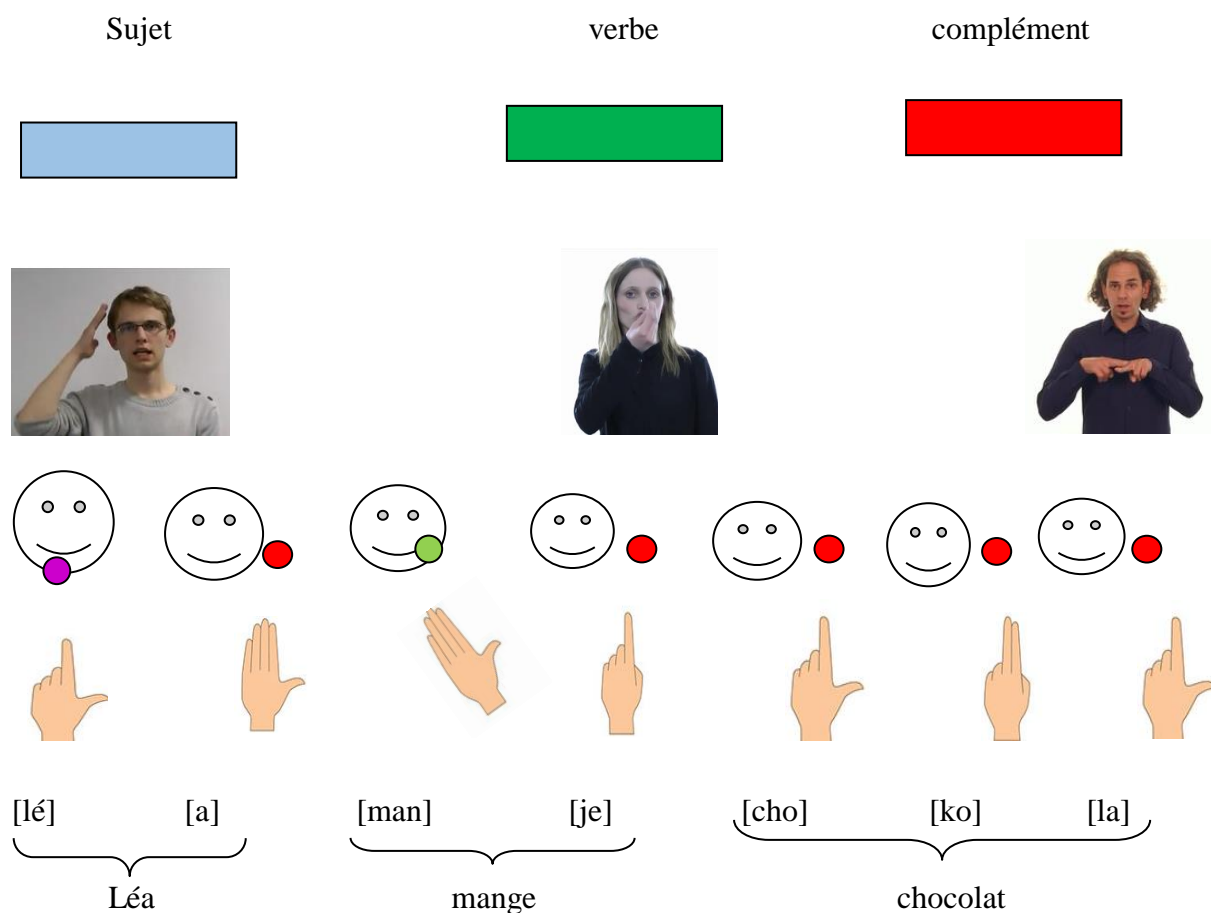 Sujet verbe complément
[lé] [a] [man] [je] [cho] [ko] [la]
Léa mange chocolat